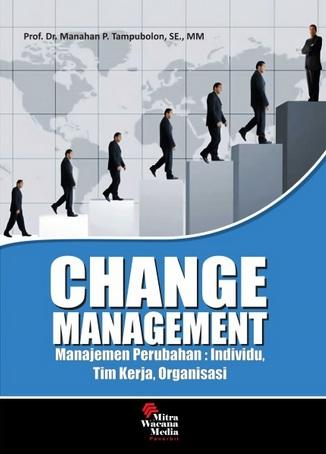 Prof. Dr. Manahan P. Tampubolon, SE., MM
CHANGE
MANAGEMENT
Manajemen Perubahan : Individu,
Tim Kerja, Organisasi
Mitra
Wacana
Media
Penerbit